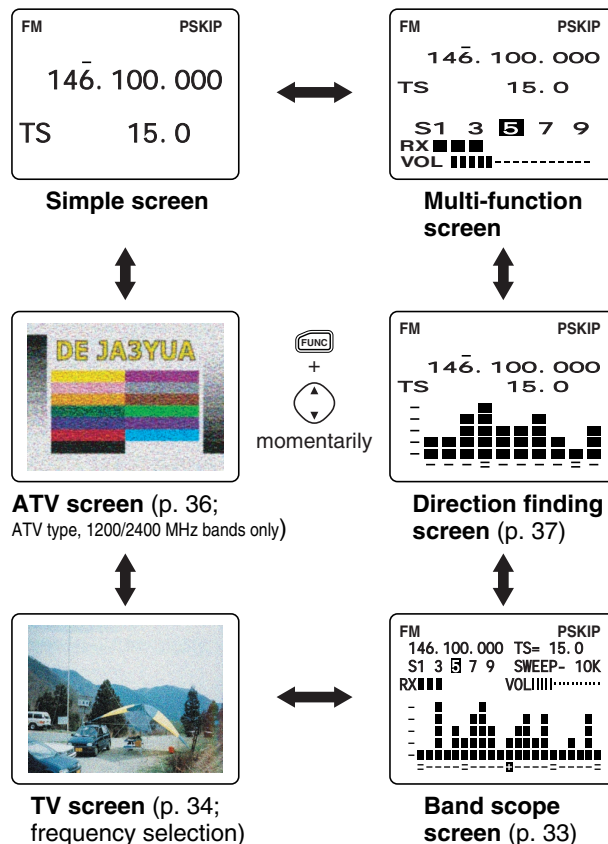 FM PSKIP
146. 100. 000
TS 15. 0
Simple screen
FM PSKIP
146. 100. 000
TS 15. 0
S1 3 5 7 9
RX
VOL
Multi-function
screen
DE JA3YUA
ATV screen (p. 36;
ATV type, 1200/2400 MHz bands only)
FUNC
+
momentarily
FM PSKIP
146. 100. 000
TS 15. 0
Direction finding
screen (p. 37)
TV screen (p. 34;
frequency selection)
FM PSKIP
146. 100. 000 TS= 15. 0
S1 3 5 7 9 SWEEP- 10K
RX VOL
Band scope
screen (p. 33)